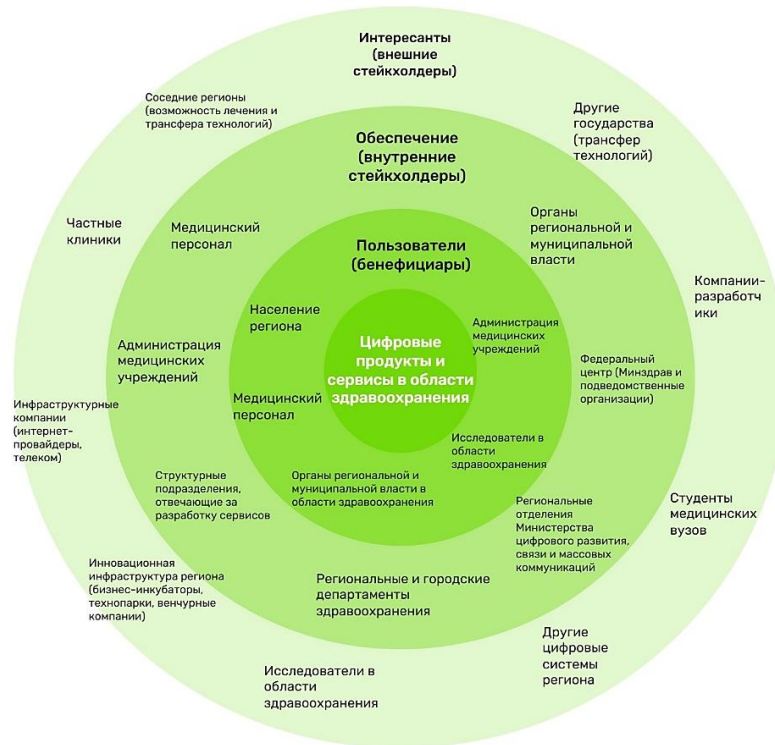 Интересанты
(внешние
стейкхолдеры)
Соседние регионы
(возможность лечения и
трансфера технологий)
Другие
государства
(трансфер
технологий)
Обеспечение
(внутренние
стейкхолдеры)
Частные
клиники
Медицинский
персонал
Органы
региональной и
муниципальной
власти
Пользователи
(бенефициары)
Компании-
разработч
ики
Население
региона
Администрация
медицинских
учреждений
Цифровые
продукты и
сервисы в области
здравоохранения
Администрация
медицинских
учреждений
Федеральный
центр (Минздрав и
подведомственные
организации)
Медицинский
персонал
Инфраструктурные
компании
(интернет-
провайдеры,
телеком)
Исследователи в
области
здравоохранения
Структурные
подразделения,
отвечающие за
разработку сервисов
Органы региональной и
муниципальной власти в
области здравоохранения
Региональные
отделения
Министерства
цифрового развития,
связи и массовых
коммуникаций
Студенты
медицинских
вузов
Инновационная
инфраструктура региона
(бизнес-инкубаторы,
технопарки, венчурные
компании)
Региональные и городские
департаменты
здравоохранения
Другие
цифровые
системы
региона
Исследователи в
области
здравоохранения